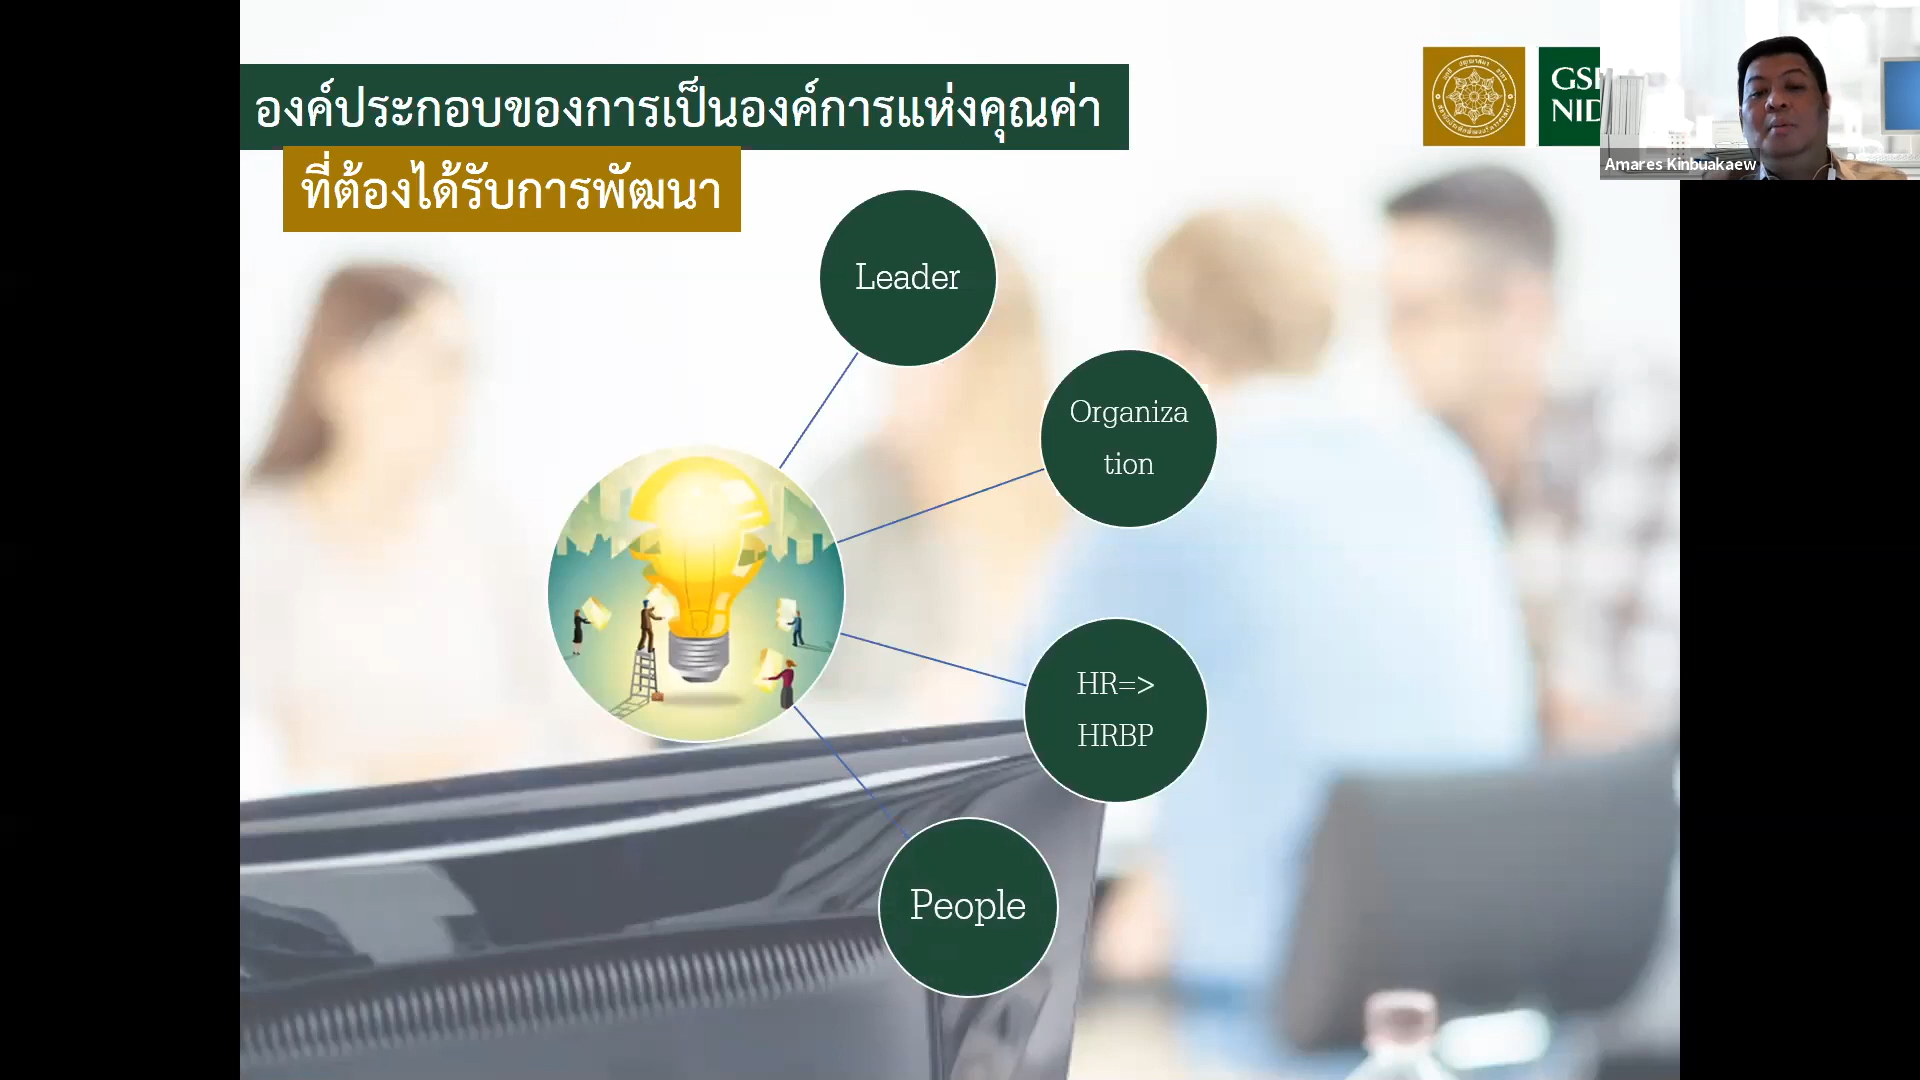 องค์ประกอบของการเป็นองค์การแห่งคุณค่า
ที่ต้องได้รับการพัฒนา
GS
NID
Amares Kinbuakaew
Leader
Organiza
tion
HR=>
HRBP
People